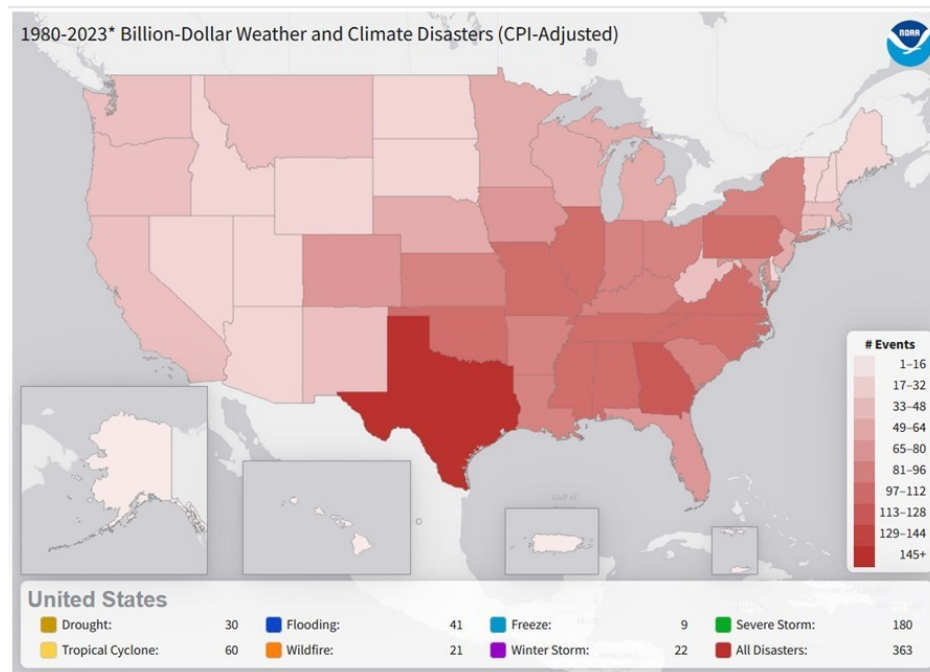 1980-2023* Billion-Dollar Weather and Climate Disasters (CPI-Adjusted)
NOAA
# Events
1–16
17–32
33–48
49–64
65–80
81–96
97–112
113–128
129–144
145+
Gulf of
United States
Drought: 30
Flooding: 41
Freeze: 9
Severe Storm: 180
Tropical Cyclone: 60
Wildfire: 21
Winter Storm: 22
All Disasters: 363